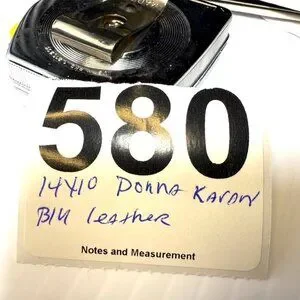 580
14x10 Donna Karan
Blk leather
Notes and Measurement